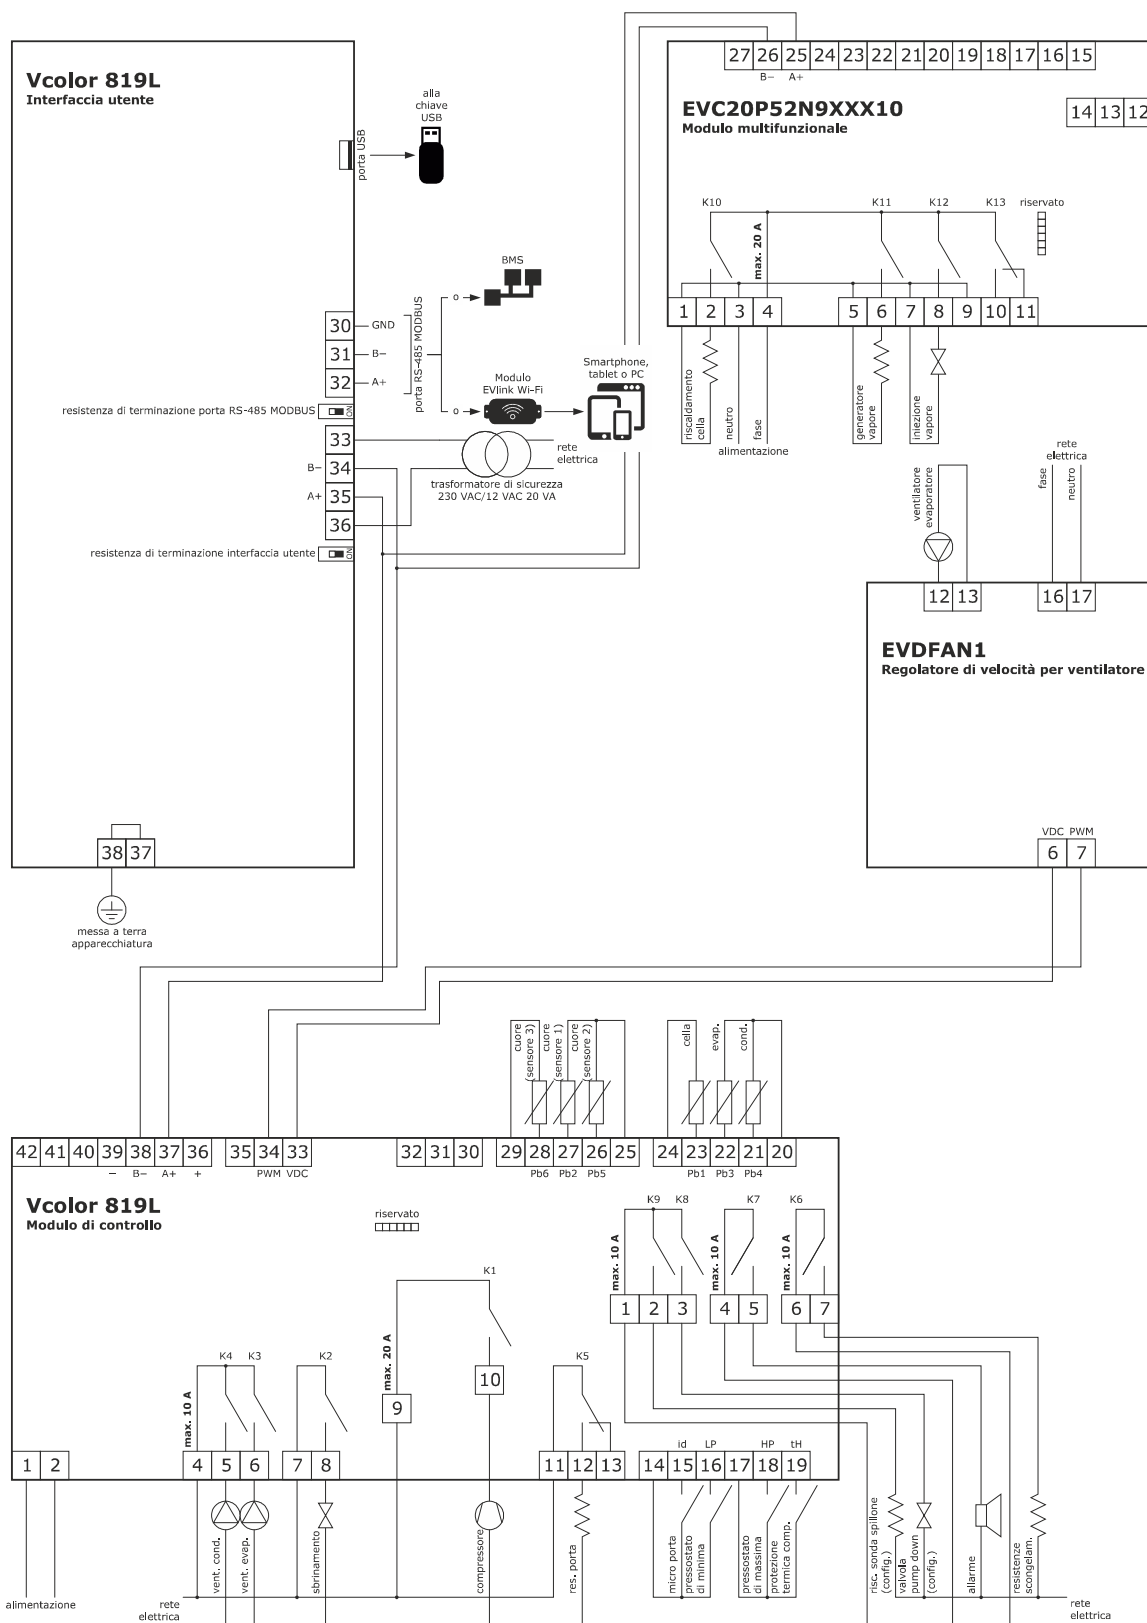 Vcolor 819L
Interfaccia utente
alla
chiave
USB
porta USB
BMS
30
GND
31
B−
32
A+
porta RS-485 MODBUS
o
o
Modulo
EVlink Wi-Fi
Smartphone,
tablet o PC
resistenza di terminazione porta RS-485 MODBUS
ON
33
B− 34
A+ 35
36
rete
elettrica
trasformatore di sicurezza
230 VAC/12 VAC 20 VA
resistenza di terminazione interfaccia utente
ON
38 37
messa a terra
apparecchiatura
27 26 25 24 23 22 21 20 19 18 17 16 15
B− A+
EVC20P52N9XXX10
Modulo multifunzionale
14 13 12
K10
max. 20 A
K11
K12
K13
riservato
1 2 3 4 5 6 7 8 9 10 11
riscaldamento
cella
neutro
fase
alimentazione
generatore
vapore
iniezione
vapore
rete
elettrica
fase
neutro
ventilatore
evaporatore
12 13 16 17
EVDFAN1
Regolatore di velocità per ventilatore
VDC PWM
6 7
cuore
(sensore 3)
cuore
(sensore 1)
cuore
(sensore 2)
cella
evap.
cond.
42 41 40 39 38 37 36 35 34 33 32 31 30 29 28 27 26 25 24 23 22 21 20
− B− A+ + PWM VDC Pb6 Pb2 Pb5 Pb1 Pb3 Pb4
Vcolor 819L
Modulo di controllo
riservato
K9 K8 K7 K6
max. 10 A
max. 10 A
max. 10 A
1 2 3 4 5 6 7
K1
max. 20 A
10
9
K4 K3 K2 K5
max. 10 A
id LP HP tH
1 2 4 5 6 7 8 11 12 13 14 15 16 17 18 19
vent. cond.
vent. evap.
sbrinamento
compressore
res. porta
micro porta
pressostato
di minima
pressostato
di massima
protezione
termica comp.
risc. sonda spillone
(config.)
valvola
pump down
(config.)
allarme
resistenze
scongelam.
alimentazione
rete
elettrica
rete
elettrica